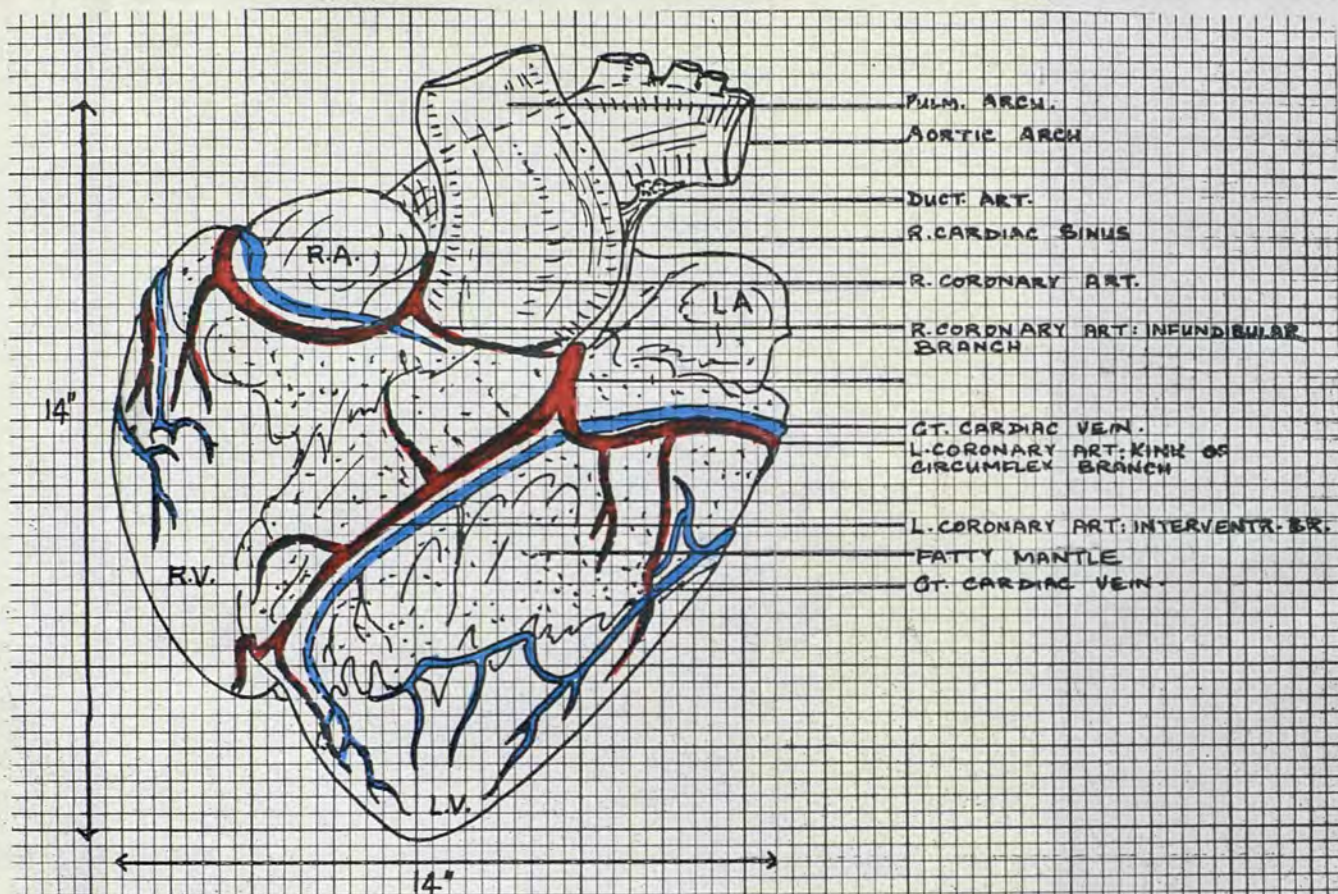 PULM. ARCH.
AORTIC ARCH
DUCT. ART.
R. CARDIAC SINUS
R. CORONARY ART.
R. CORONARY ART: INFUNDIBULAR
BRANCH
GT. CARDIAC VEIN.
L. CORONARY ART: KINK OF
CIRCUMFLEX BRANCH
L. CORONARY ART: INTERVENTR. BR.
FATTY MANTLE
GT. CARDIAC VEIN.
R.A.
LA
R.V.
L.V.
14"
14"